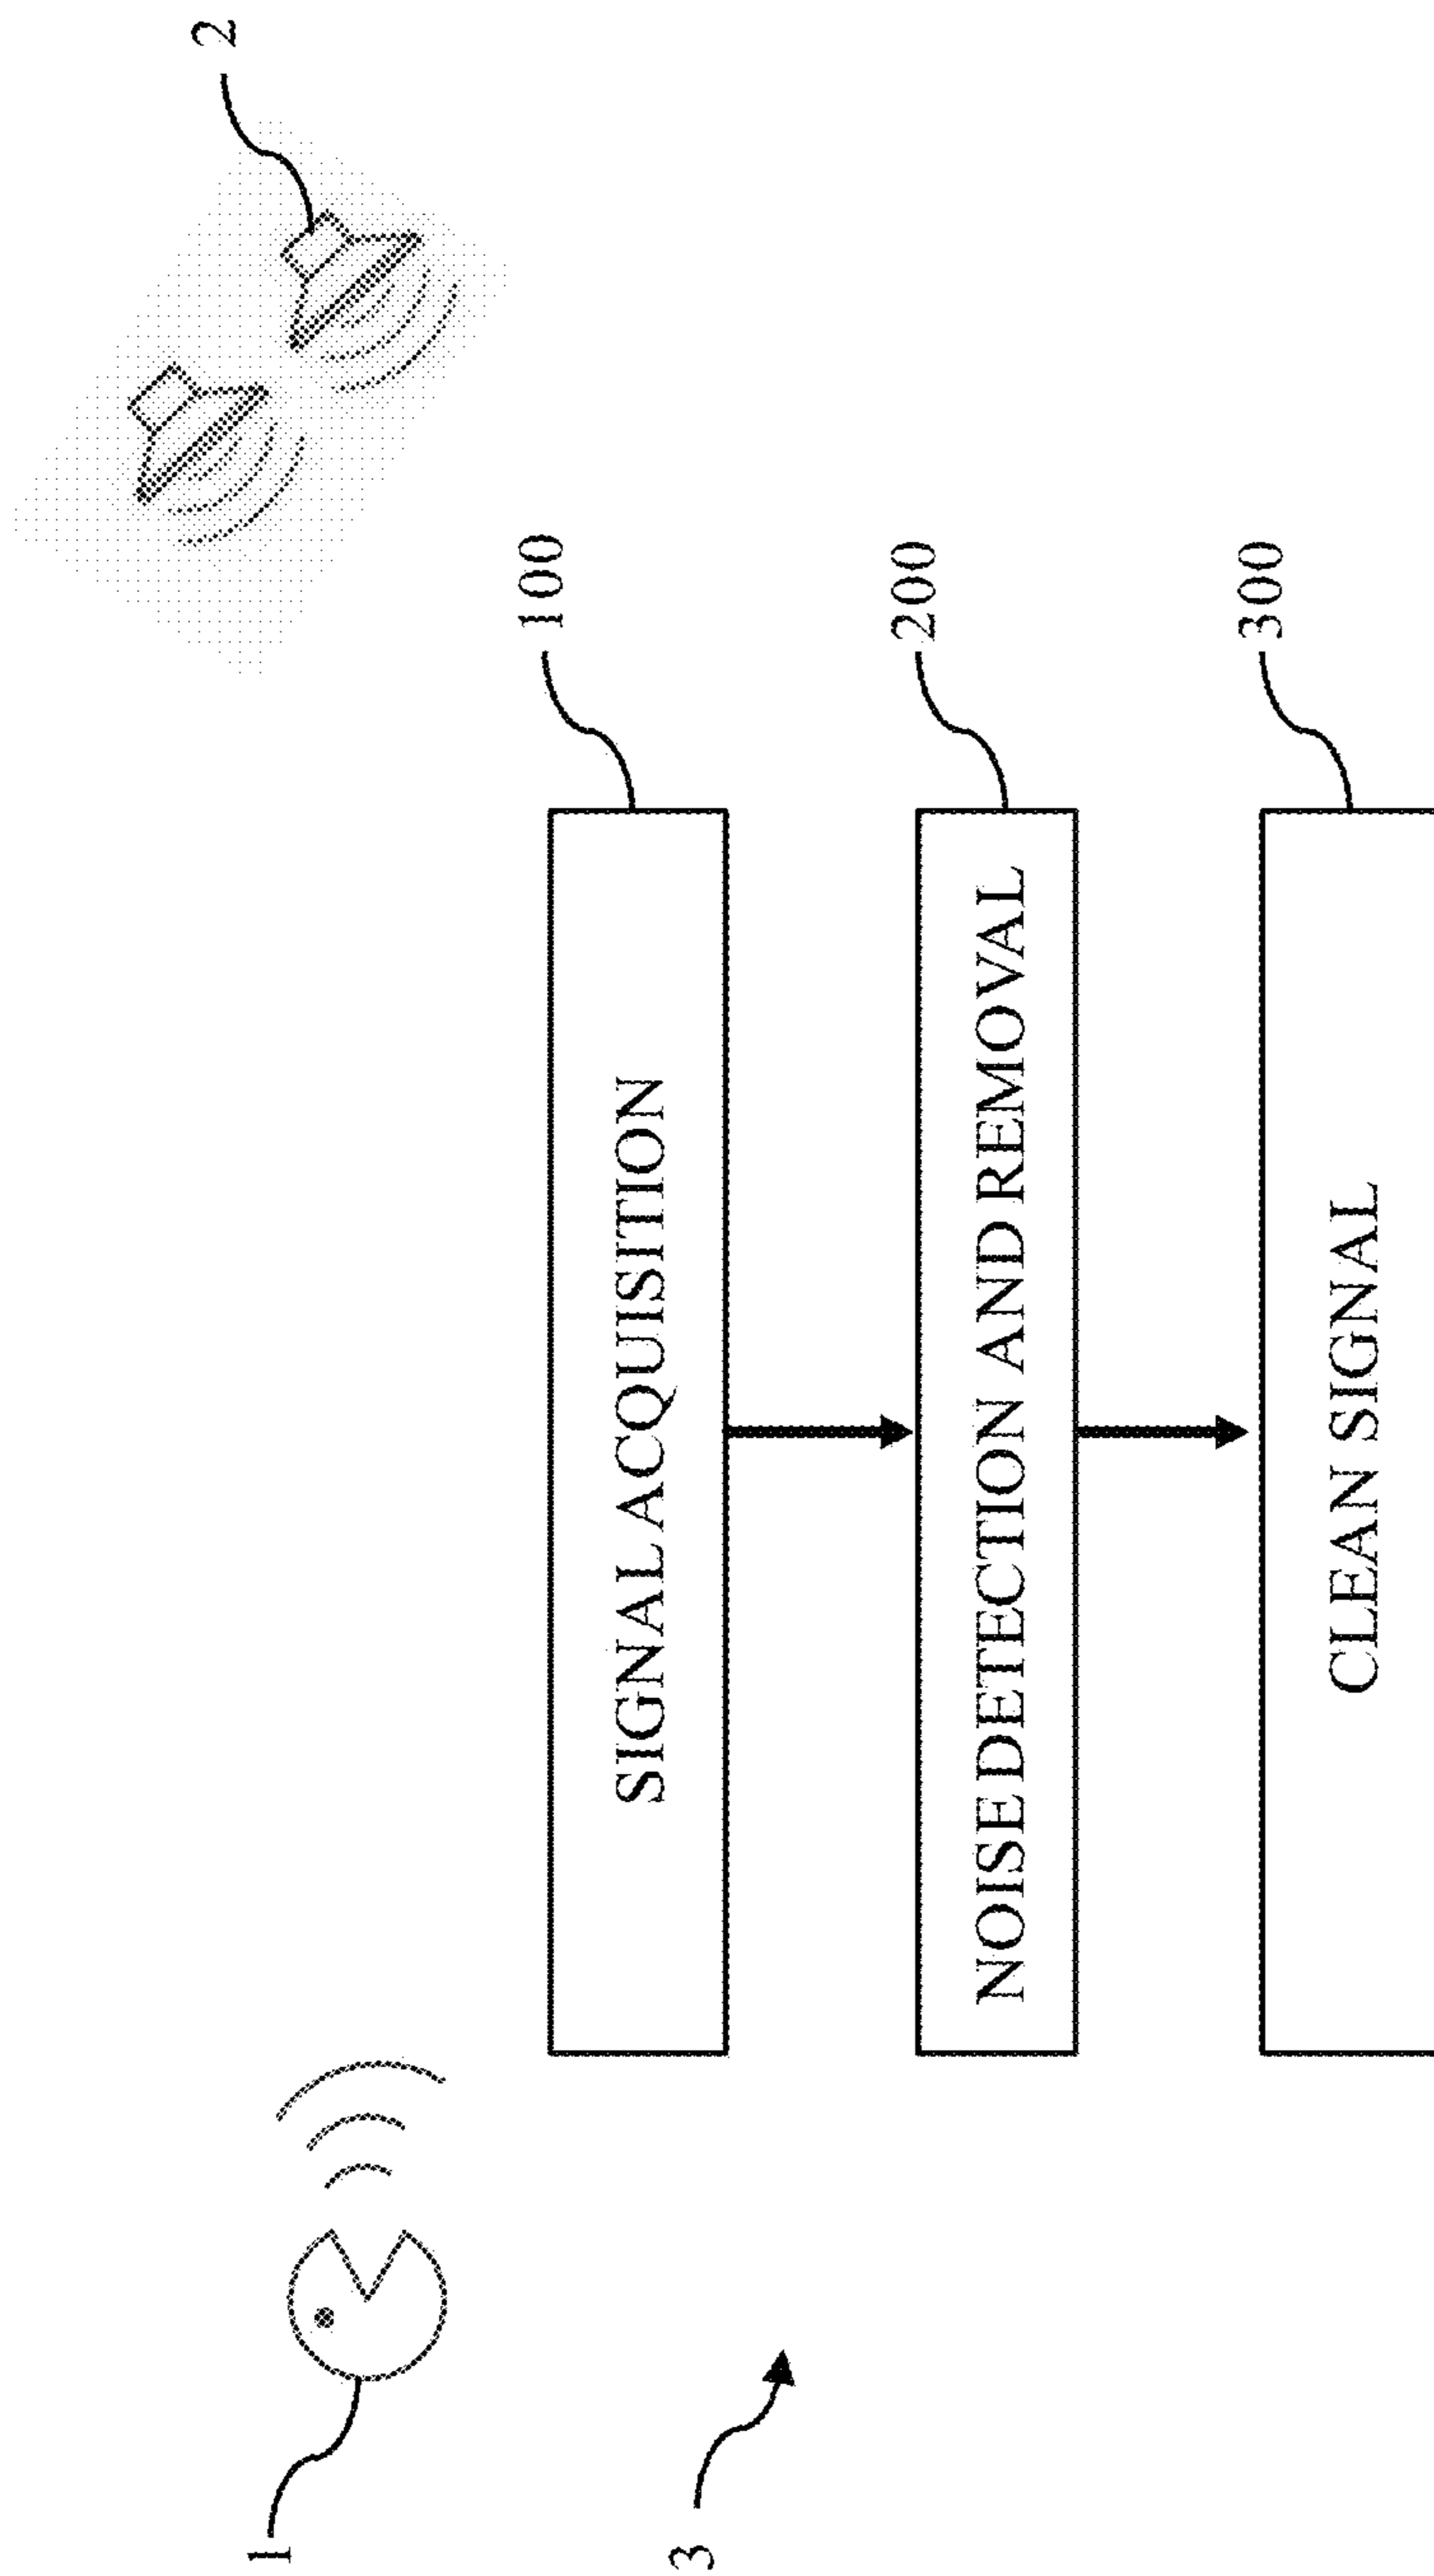 2
1
100
SIGNAL ACQUISITION
3
200
NOISE DETECTION AND REMOVAL
300
CLEAN SIGNAL